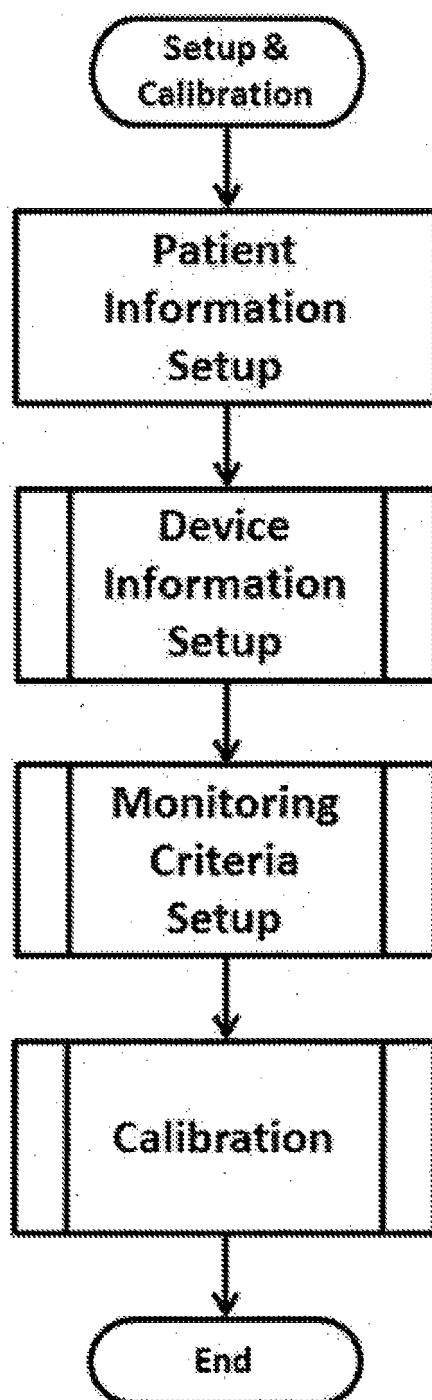 Setup &
Calibration
Patient
Information
Setup
Device
Information
Setup
Monitoring
Criteria
Setup
Calibration
End